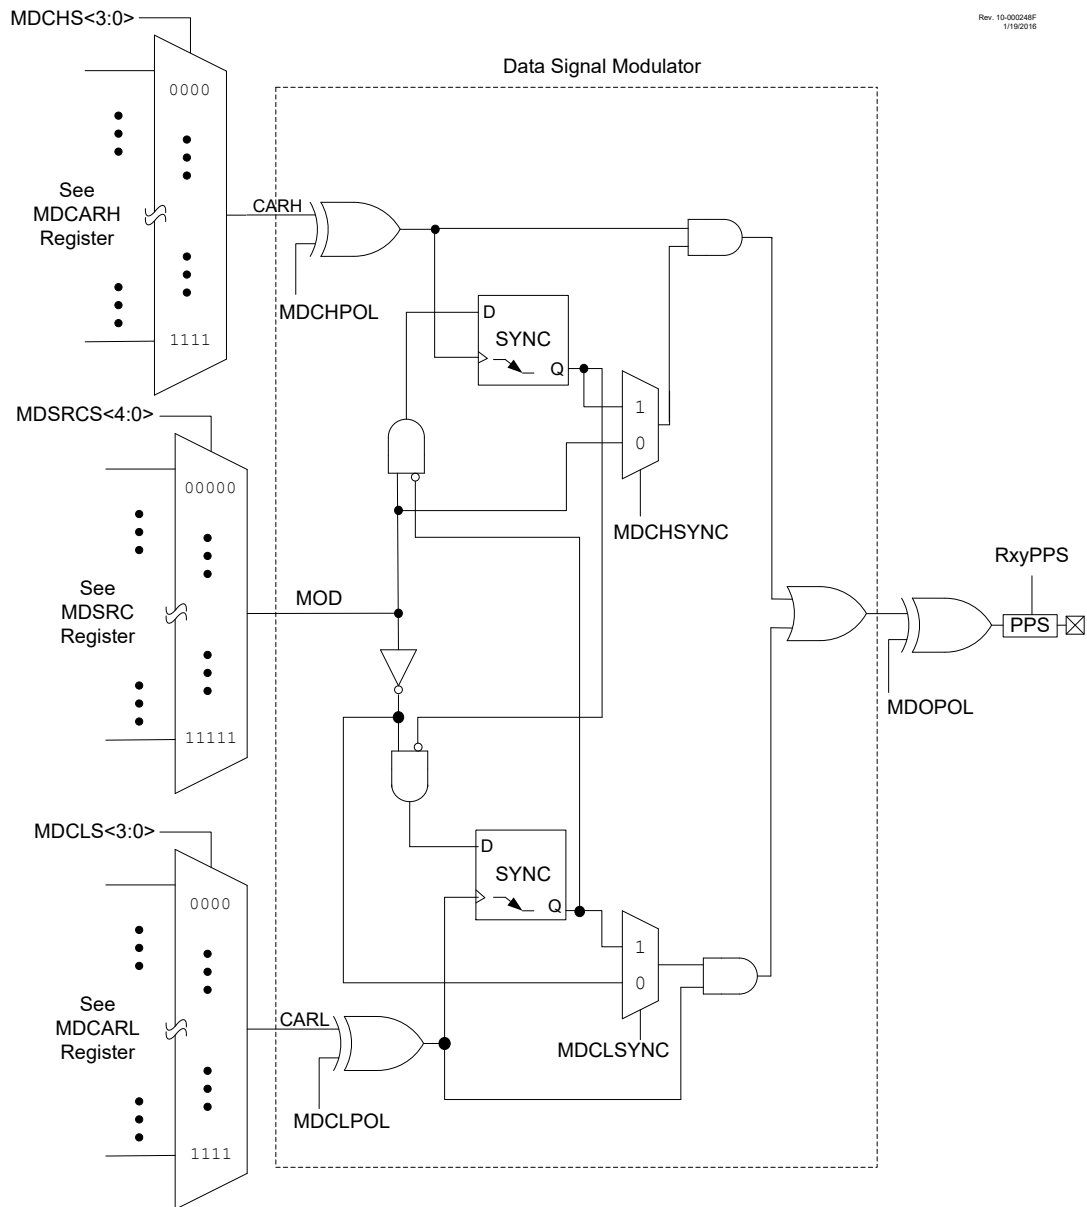 MDCHS<3:0>
Rev. 10-000248F
1/19/2016
Data Signal Modulator
0000
See
MDCARH
Register
CARH
1111
MDCHPOL
D
SYNC
Q
1
0
MDCHSYNC
MDSRCS<4:0>
00000
See
MDSRC
Register
MOD
11111
RxyPPS
PPS
MDOPOL
MDCLS<3:0>
0000
See
MDCARL
Register
CARL
1111
MDCLPOL
D
SYNC
Q
1
0
MDCLSYNC